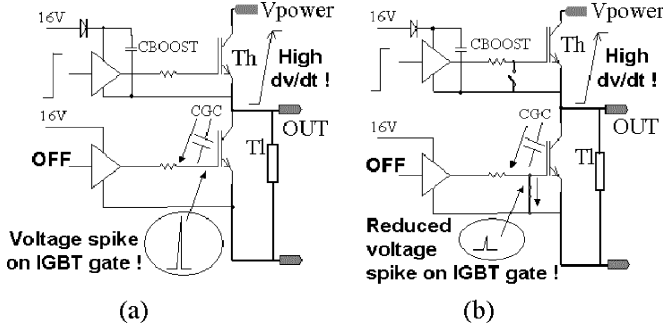 16V
Vpower
CBOOST
Th
High
dv/dt !
CGC
OUT
16V
OFF
Tl
Voltage spike
on IGBT gate !
(a)
16V
Vpower
CBOOST
Th
High
dv/dt !
CGC
OUT
16V
OFF
Tl
Reduced
voltage
spike on IGBT gate !
(b)